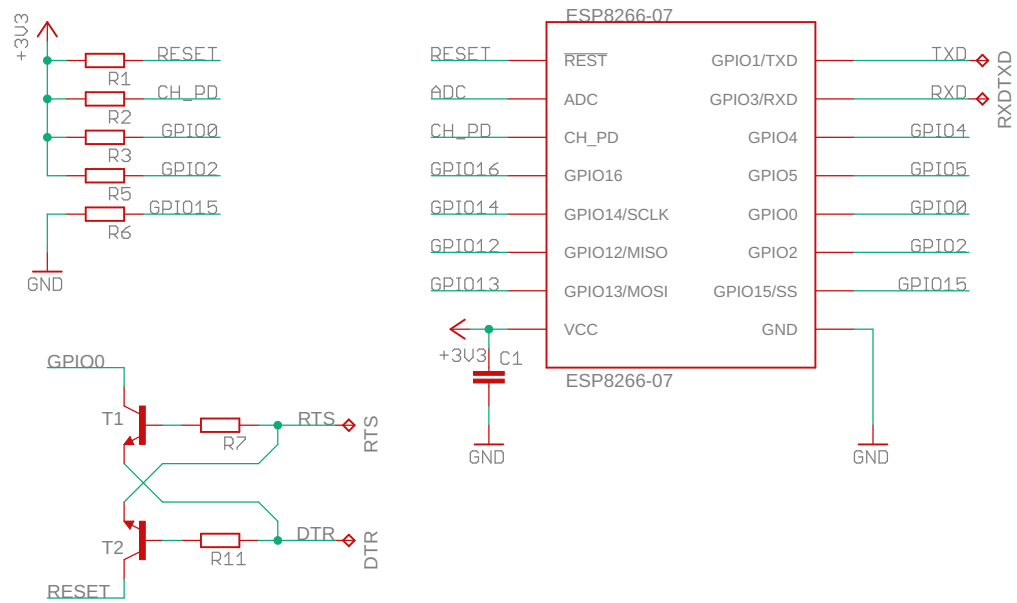 +3V3
RESET
R1
CH_PD
R2
GPIO0
R3
GPIO2
R5
GPIO15
R6
GND
ESP8266-07
RESET
REST
GPIO1/TXD
TXD
ADC
ADC
GPIO3/RXD
RXD
RXDTXD
CH_PD
CH_PD
GPIO4
GPIO4
GPIO16
GPIO16
GPIO5
GPIO5
GPIO14
GPIO14/SCLK
GPIO0
GPIO0
GPIO12
GPIO12/MISO
GPIO2
GPIO2
GPIO13
GPIO13/MOSI
GPIO15/SS
GPIO15
VCC
GND
+3V3
C1
ESP8266-07
GND
GND
GPIO0
T1
R7
RTS
RTS
T2
R11
DTR
DTR
RESET